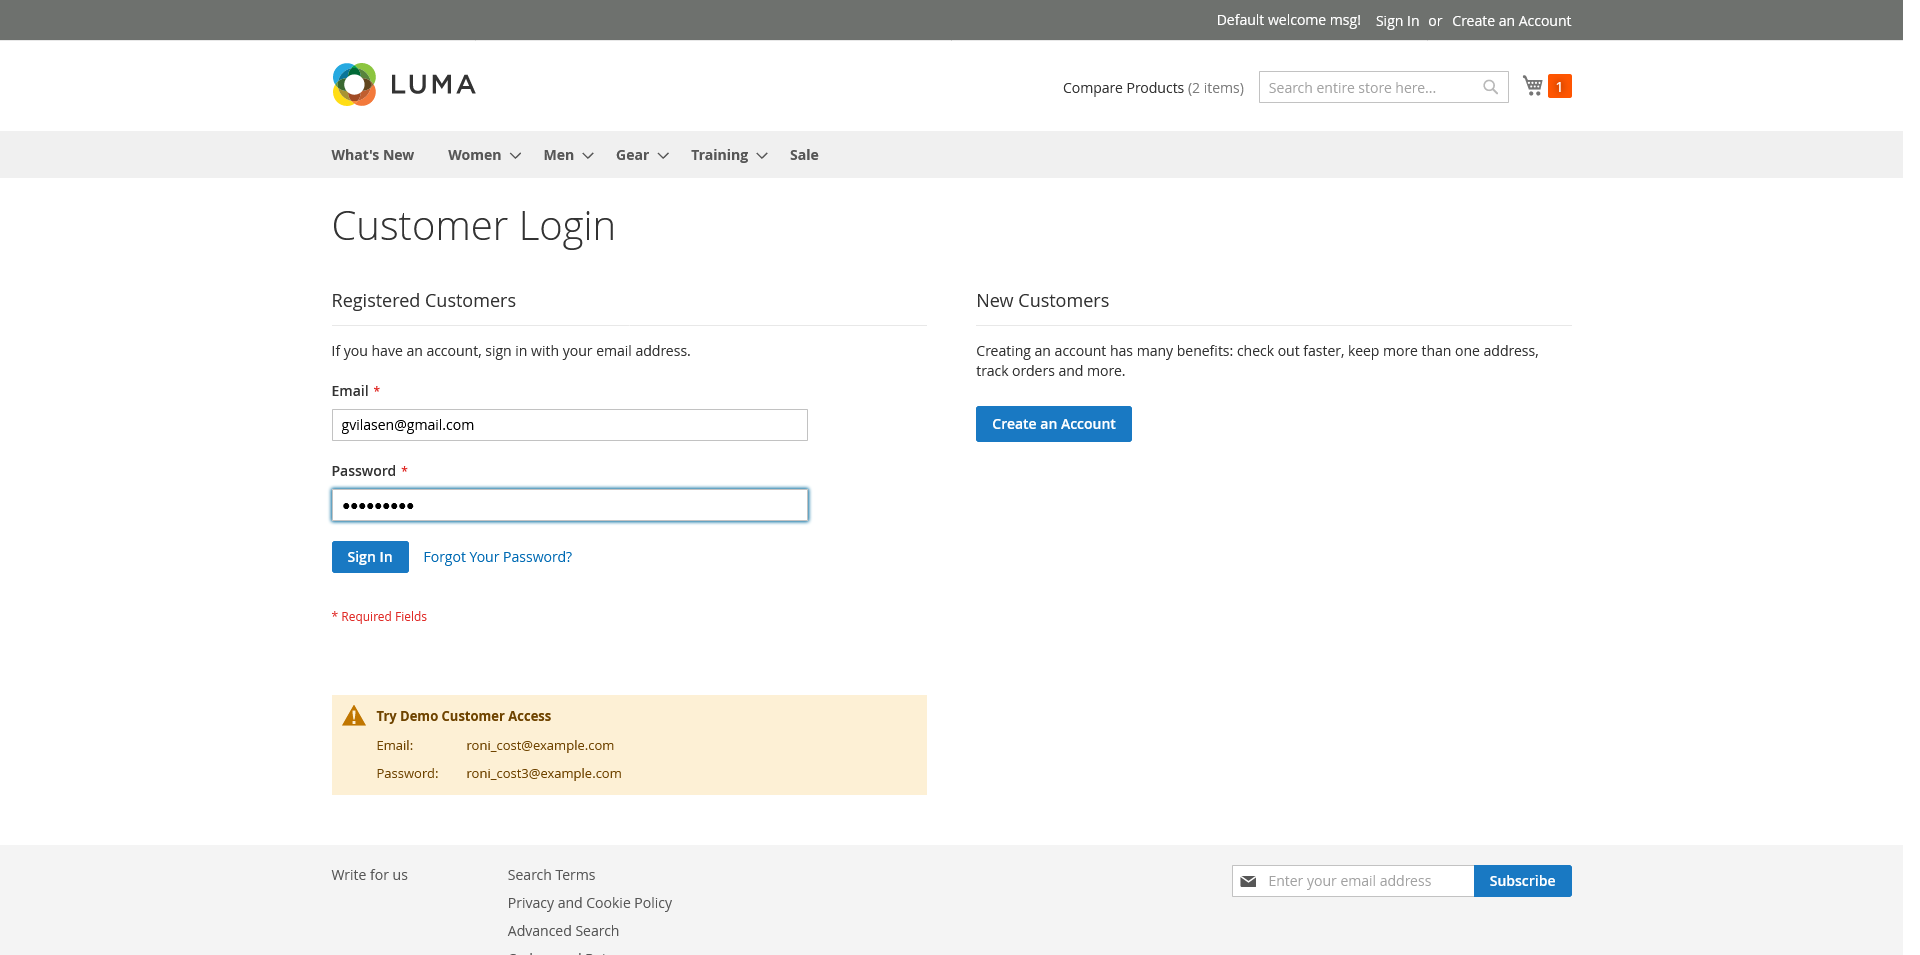 Default welcome msg! Sign In or Create an Account
LUMA
Compare Products (2 items)
Search entire store here...
1
What's New Women Men Gear Training Sale
Customer Login
Registered Customers
If you have an account, sign in with your email address.
Email *
gvilasen@gmail.com
Password *
•••••••••
Sign In Forgot Your Password?
* Required Fields
Try Demo Customer Access
Email: roni_cost@example.com
Password: roni_cost3@example.com
New Customers
Creating an account has many benefits: check out faster, keep more than one address,
track orders and more.
Create an Account
Write for us
Search Terms
Privacy and Cookie Policy
Advanced Search
Enter your email address
Subscribe